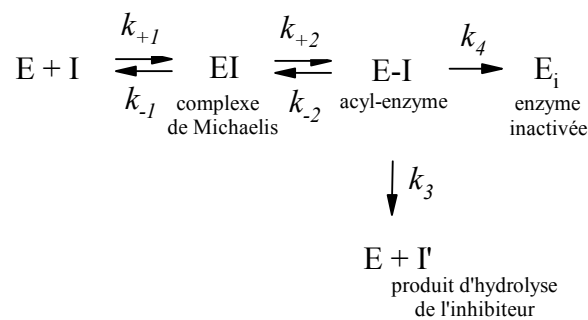 k+1 k+2 k4
E + I EI E-I Ei
k-1 complexe k-2 acyl-enzyme enzyme
de Michaelis inactivée
k3
E + I'
produit d'hydrolyse
de l'inhibiteur